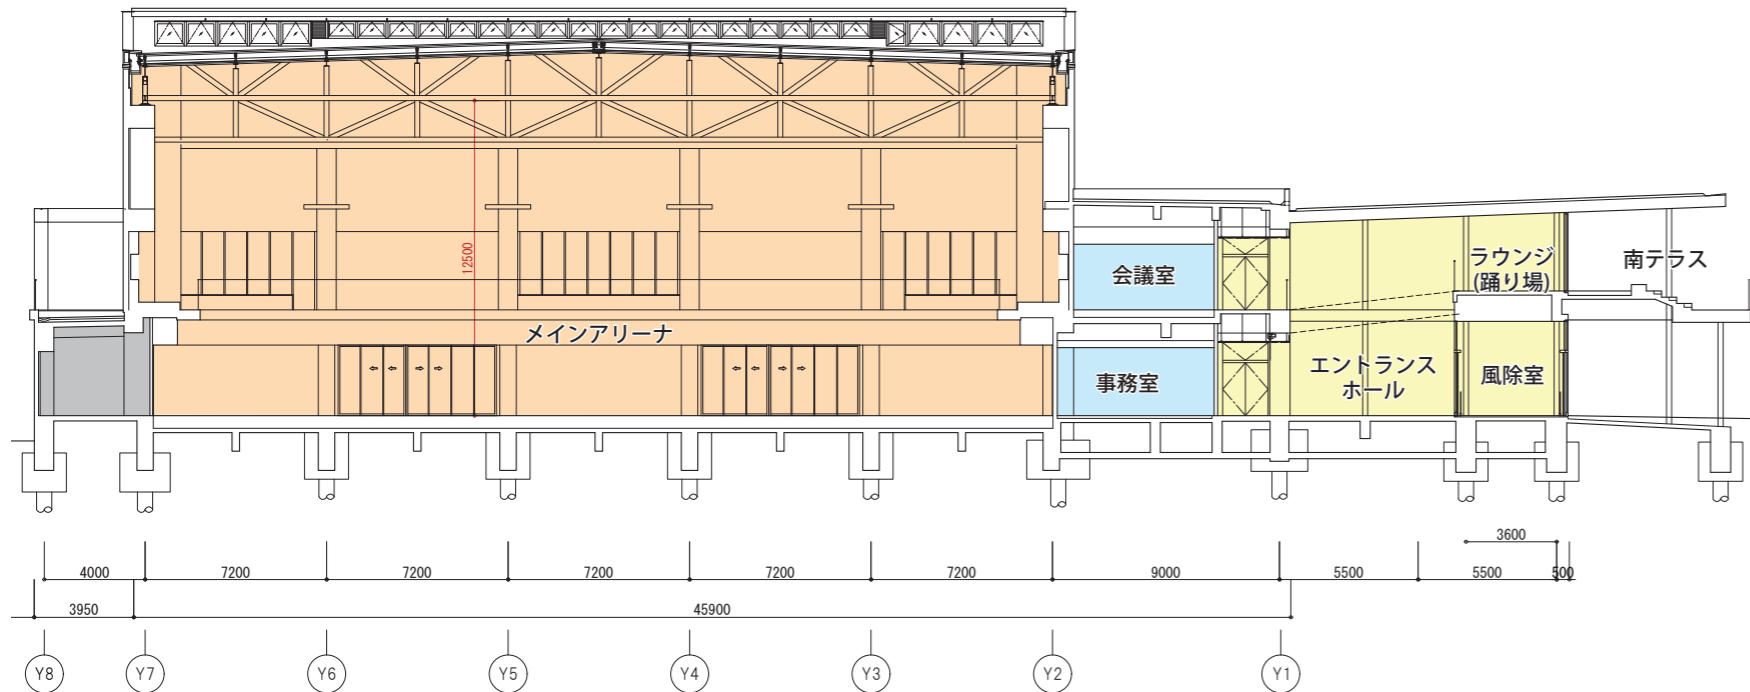 12500
会議室
ラウンジ
(踊り場)
南テラス
メインアリーナ
事務室
エントランス
ホール
風除室
3600
4000
7200
7200
7200
7200
7200
9000
5500
5500
500
3950
45900
Y8
Y7
Y6
Y5
Y4
Y3
Y2
Y1